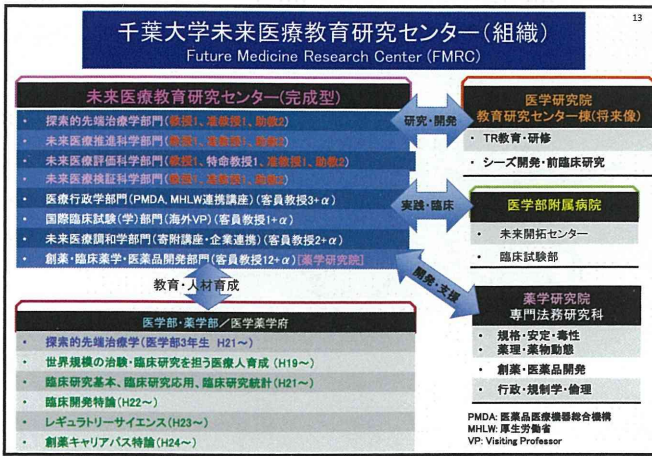 13
千葉大学未来医療教育研究センター(組織)
Future Medicine Research Center (FMRC)
未来医療教育研究センター(完成型)
・ 探索的先端治療学部門(教授1、准教授1、助教2)
・ 未来医療推進科学部門(教授1、准教授1、助教2)
・ 未来医療評価科学部門(教授1、特命教授1、准教授1、助教2)
・ 未来医療検証科学部門(教授1、准教授1、助教2)
・ 医療行政学部門(PMDA, MHLW連携講座)(客員教授3+α)
・ 国際臨床試験(学)部門(海外VP)(客員教授1+α)
・ 未来医療調和学部門(寄附講座・企業連携)(客員教授2+α)
・ 創薬・臨床薬学・医薬品開発部門(客員教授12+α)[薬学研究院]
研究・開発
実践・臨床
開発・支援
教育・人材育成
医学研究院
教育研究センター棟(将来像)
・ TR教育・研修
・ シーズ開発・前臨床研究
医学部附属病院
・ 未来開拓センター
・ 臨床試験部
薬学研究院
専門法務研究科
・ 規格・安定・毒性
・ 薬理・薬物動態
・ 創薬・医薬品開発
・ 行政・規制学・倫理
医学部・薬学部/医学薬学府
・ 探索的先端治療学(医学部3年生 H21~)
・ 世界規模の治験・臨床研究を担う医療人育成 (H19~)
・ 臨床研究基本、臨床研究応用、臨床研究統計(H21~)
・ 臨床開発特論(H22~)
・ レギュラトリーサイエンス(H23~)
・ 創薬キャリアパス特論(H24~)
PMDA: 医薬品医療機器総合機構
MHLW: 厚生労働省
VP: Visiting Professor